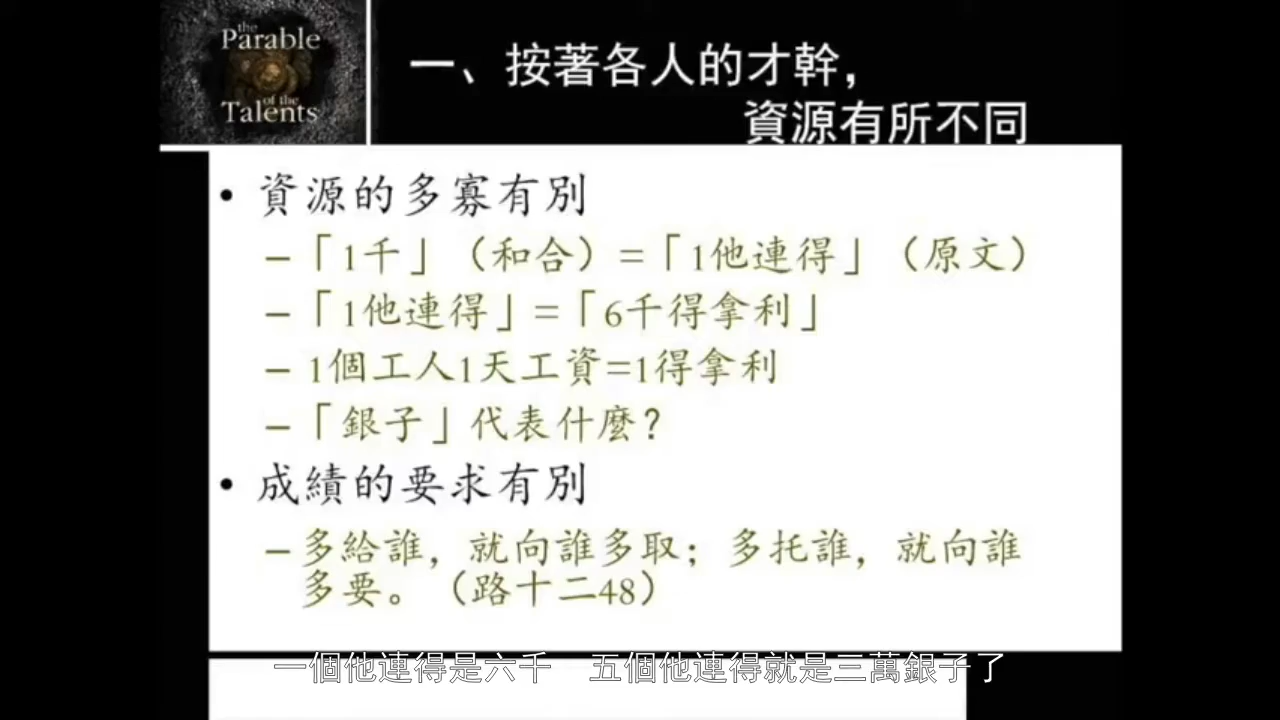 the
Parable
of the
Talents
一、按著各人的才幹，
資源有所不同
• 資源的多寡有別
–「1千」（和合）=「1他連得」（原文）
–「1他連得」=「6千得拿利」
– 1個工人1天工資=1得拿利
–「銀子」代表什麼？
• 成績的要求有別
–多給誰，就向誰多取；多托誰，就向誰
多要。（路十二48）
一個他連得是六千 五個他連得就是三萬銀子了